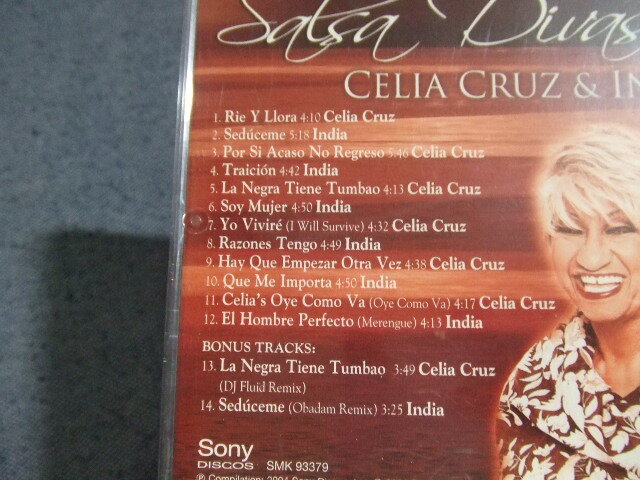 Salsa Divas
CELIA CRUZ & IN
1. Rie Y Llora 4:10 Celia Cruz
2. Sedúceme 5:18 India
3. Por Si Acaso No Regreso 5:46 Celia Cruz
4. Traición 4:42 India
5. La Negra Tiene Tumbao 4:13 Celia Cruz
6. Soy Mujer 4:50 India
7. Yo Viviré (I Will Survive) 4:32 Celia Cruz
8. Razones Tengo 4:49 India
9. Hay Que Empezar Otra Vez 4:38 Celia Cruz
10. Que Me Importa 4:50 India
11. Celia's Oye Como Va (Oye Como Va) 4:17 Celia Cruz
12. El Hombre Perfecto (Merengue) 4:13 India
BONUS TRACKS:
13. La Negra Tiene Tumbao 3:49 Celia Cruz
(DJ Fluid Remix)
14. Sedúceme (Obadam Remix) 3:25 India
Sony
DISCOS SMK 93379
℗ Compilation: 2004 Sony